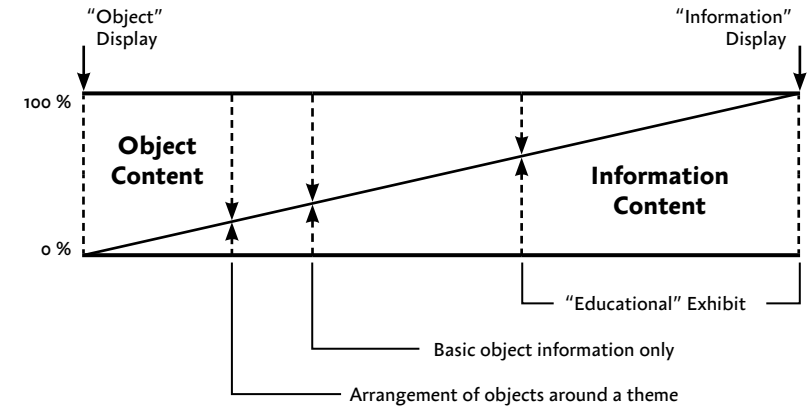 “Object”
Display
“Information”
Display
100 %
Object
Content
Information
Content
0 %
“Educational” Exhibit
Basic object information only
Arrangement of objects around a theme